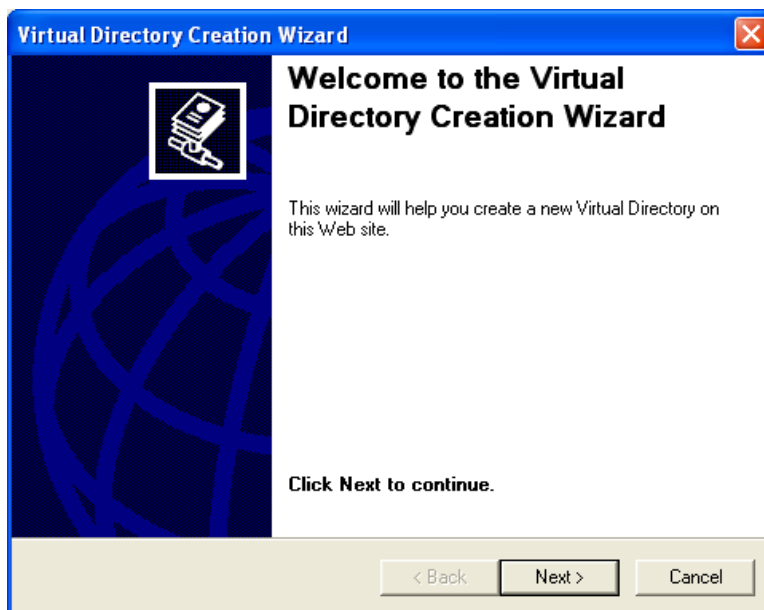 Virtual Directory Creation Wizard
Welcome to the Virtual
Directory Creation Wizard
This wizard will help you create a new Virtual Directory on
this Web site.
Click Next to continue.
< Back
Next >
Cancel